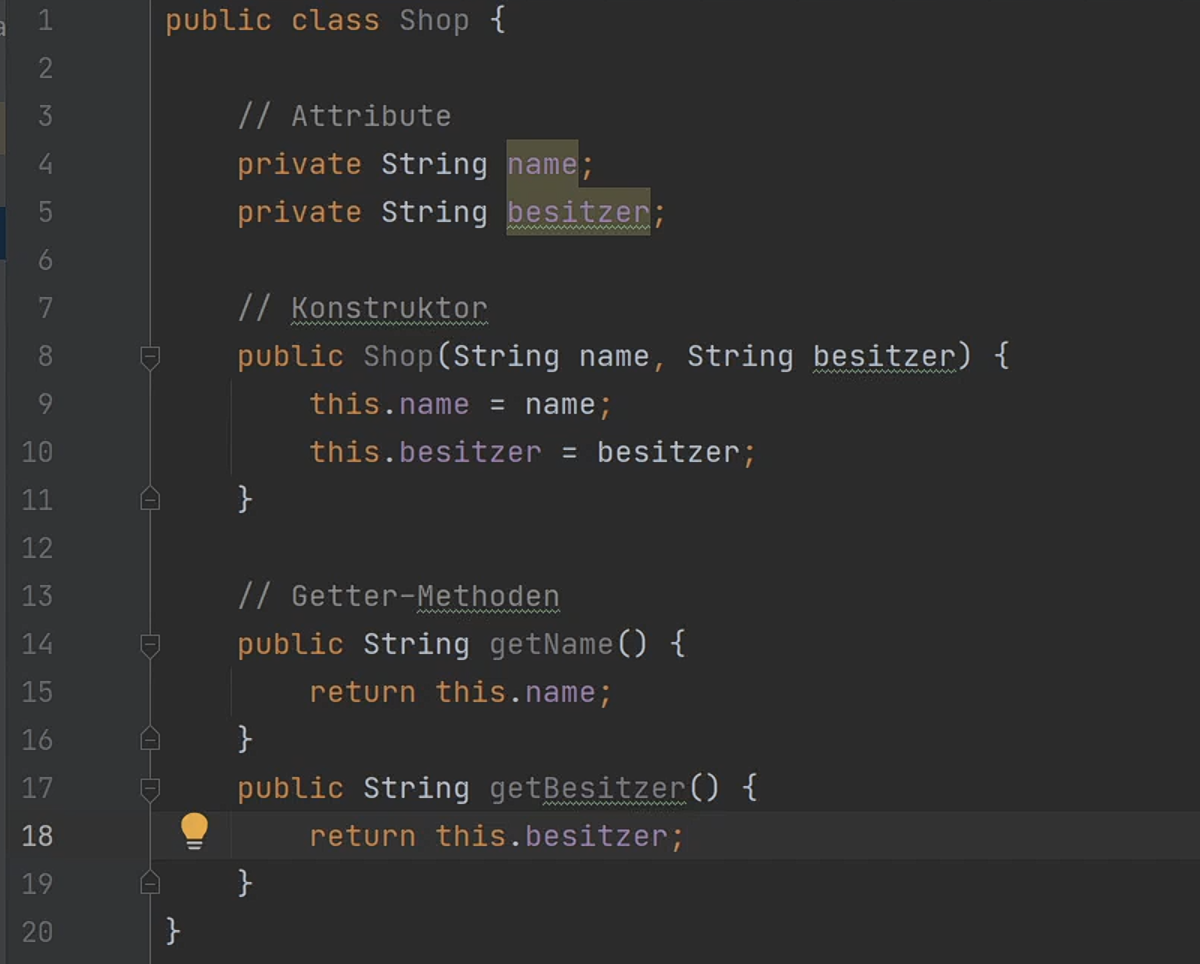 1 public class Shop {
2
3 // Attribute
4 private String name;
5 private String besitzer;
6
7 // Konstruktor
8 public Shop(String name, String besitzer) {
9 this.name = name;
10 this.besitzer = besitzer;
11 }
12
13 // Getter-Methoden
14 public String getName() {
15 return this.name;
16 }
17 public String getBesitzer() {
18 return this.besitzer;
19 }
20 }